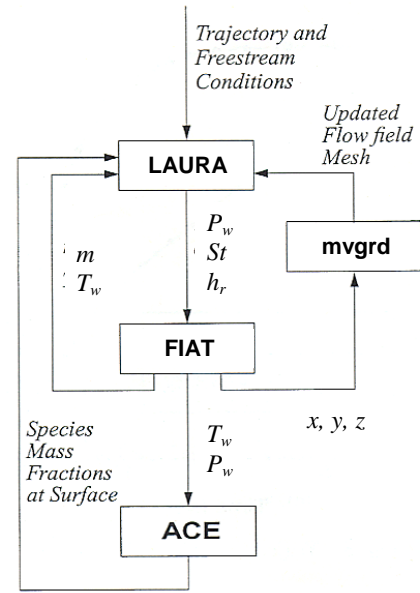 Trajectory and
Freestream
Conditions
Updated
Flow field
Mesh
LAURA
P_w
St
h_r
m
T_w
mvgrd
FIAT
x, y, z
T_w
P_w
Species
Mass
Fractions
at Surface
ACE